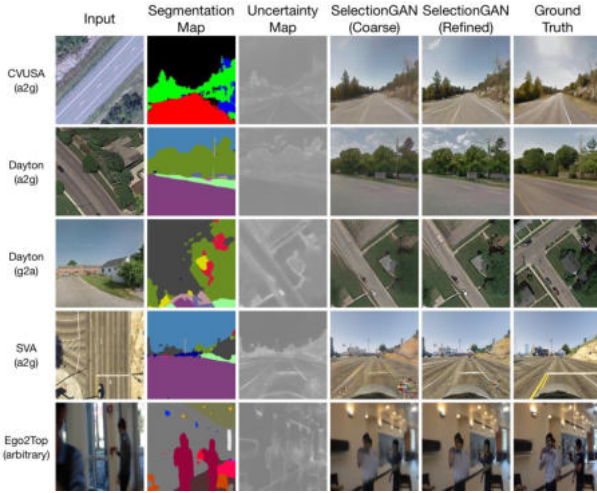 Input Segmentation Map Uncertainty Map SelectionGAN (Coarse) SelectionGAN (Refined) Ground Truth
CVUSA (a2g)
Dayton (a2g)
Dayton (g2a)
SVA (a2g)
Ego2Top (arbitrary)